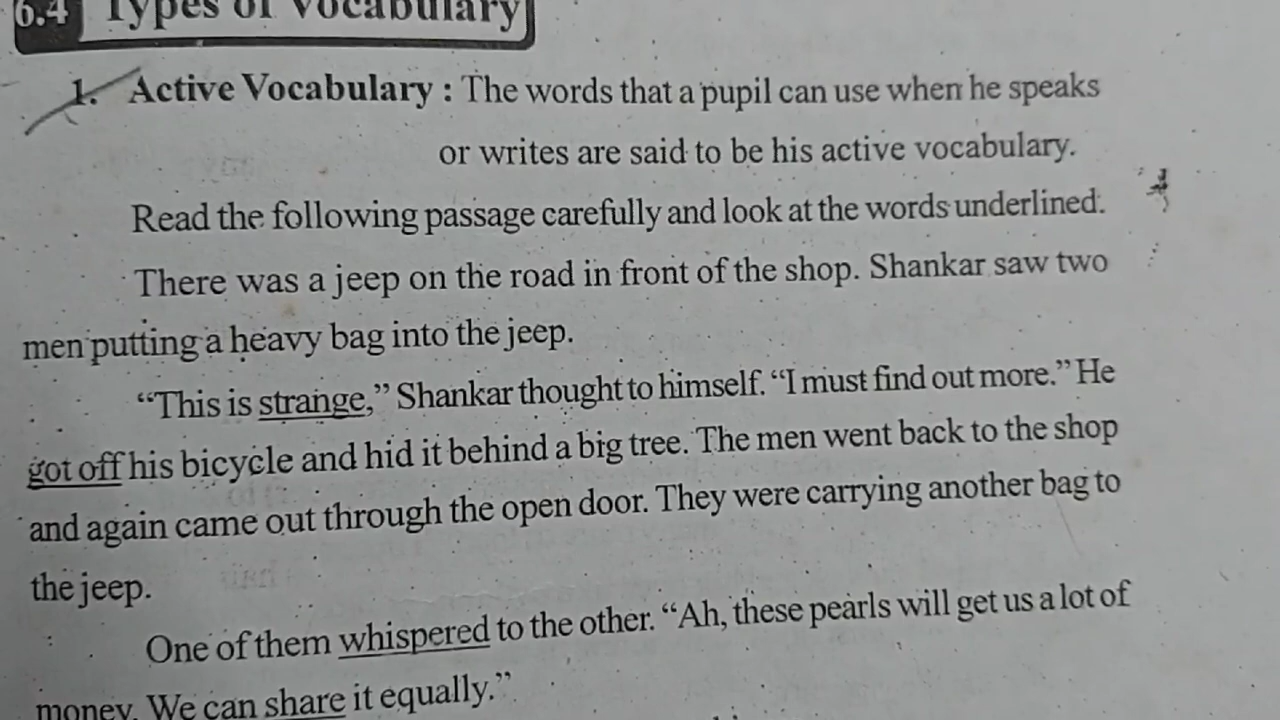 6.4 Types of Vocabulary
1. Active Vocabulary : The words that a pupil can use when he speaks
or writes are said to be his active vocabulary.
Read the following passage carefully and look at the words underlined.
There was a jeep on the road in front of the shop. Shankar saw two
men putting a heavy bag into the jeep.
“This is strange,” Shankar thought to himself. “I must find out more.” He
got off his bicycle and hid it behind a big tree. The men went back to the shop
and again came out through the open door. They were carrying another bag to
the jeep.
One of them whispered to the other. “Ah, these pearls will get us a lot of
money. We can share it equally.”